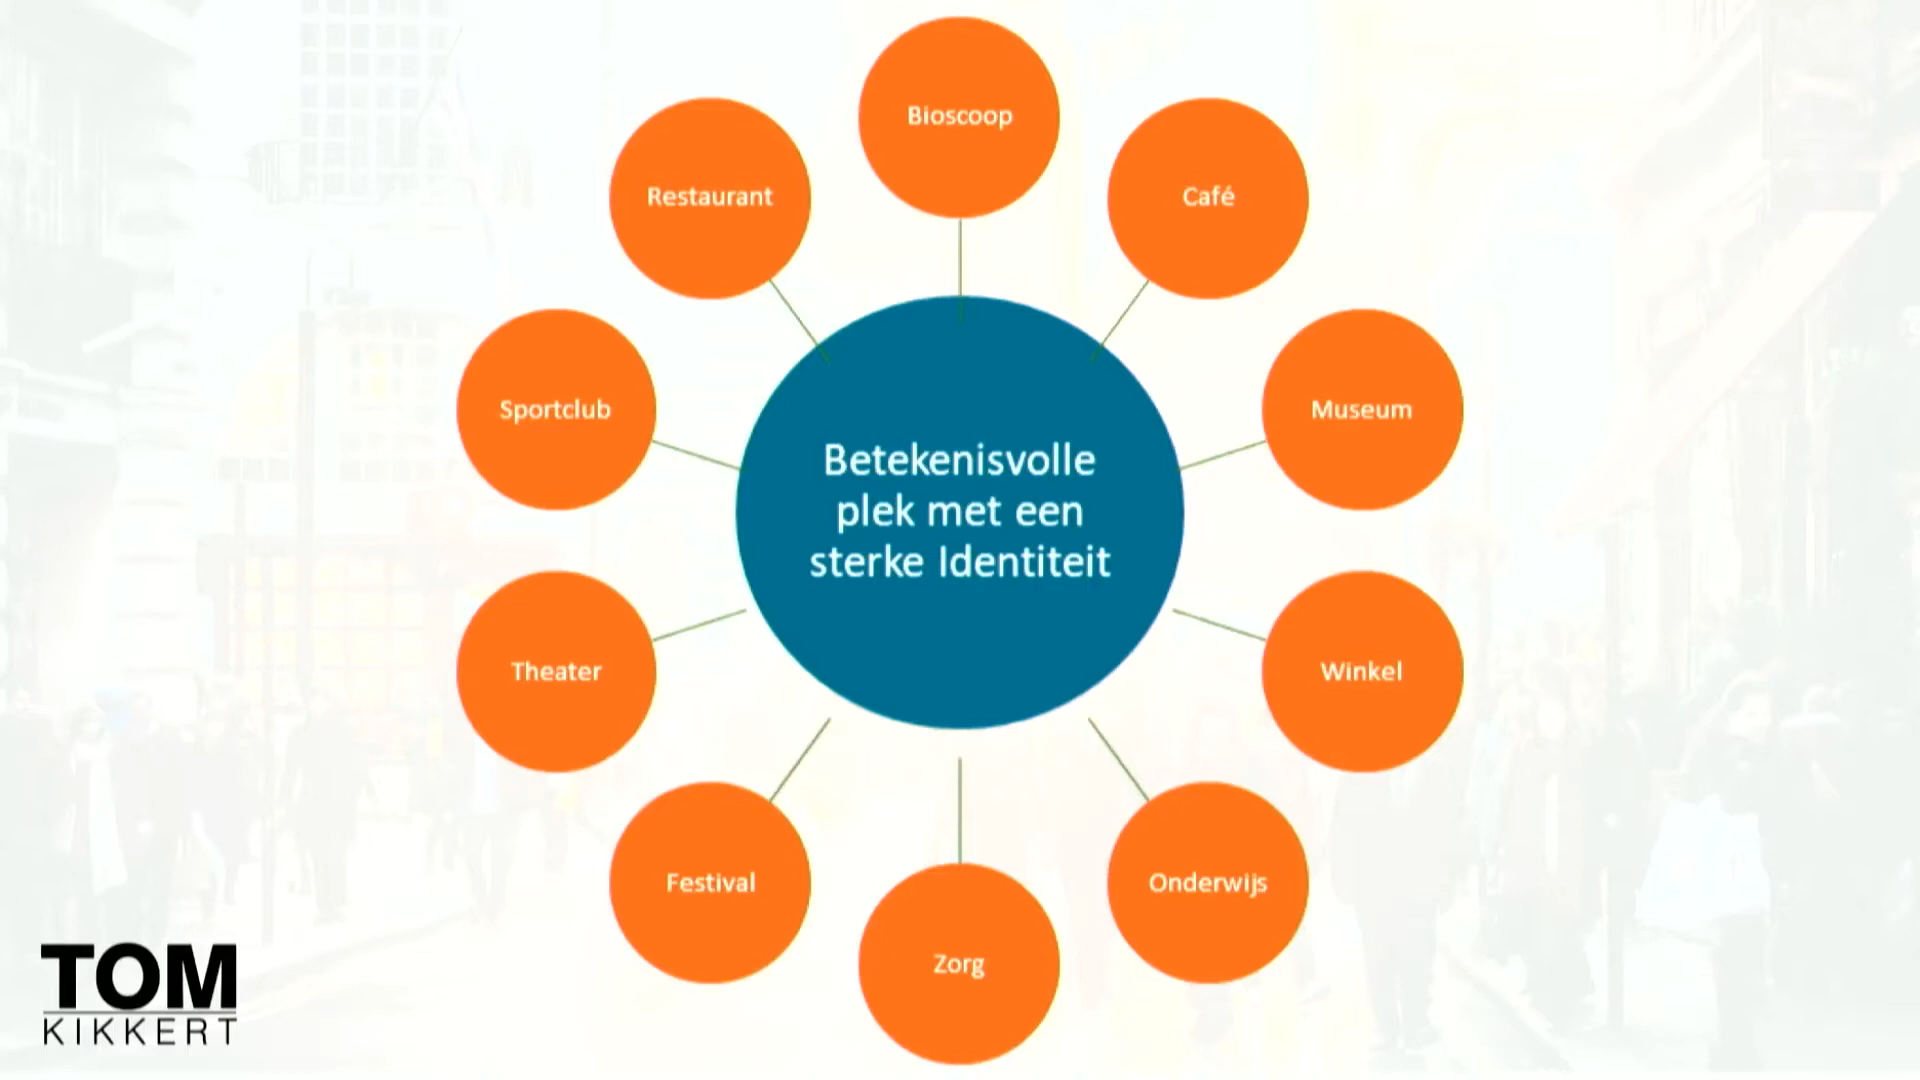 Bioscoop
Restaurant
Café
Sportclub
Museum
Betekenisvolle
plek met een
sterke Identiteit
Theater
Winkel
Festival
Onderwijs
Zorg
TOM
KIKKERT